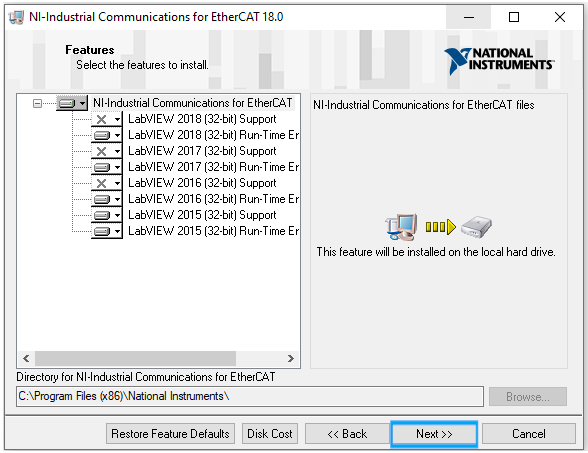 NI-Industrial Communications for EtherCAT 18.0
Features
Select the features to install.
NATIONAL
INSTRUMENTS
NI-Industrial Communications for EtherCAT
LabVIEW 2018 (32-bit) Support
LabVIEW 2018 (32-bit) Run-Time Er
LabVIEW 2017 (32-bit) Support
LabVIEW 2017 (32-bit) Run-Time Er
LabVIEW 2016 (32-bit) Support
LabVIEW 2016 (32-bit) Run-Time Er
LabVIEW 2015 (32-bit) Support
LabVIEW 2015 (32-bit) Run-Time Er
NI-Industrial Communications for EtherCAT files
This feature will be installed on the local hard drive.
Directory for NI-Industrial Communications for EtherCAT
C:\Program Files (x86)\National Instruments\
Browse...
Restore Feature Defaults
Disk Cost
<< Back
Next >>
Cancel